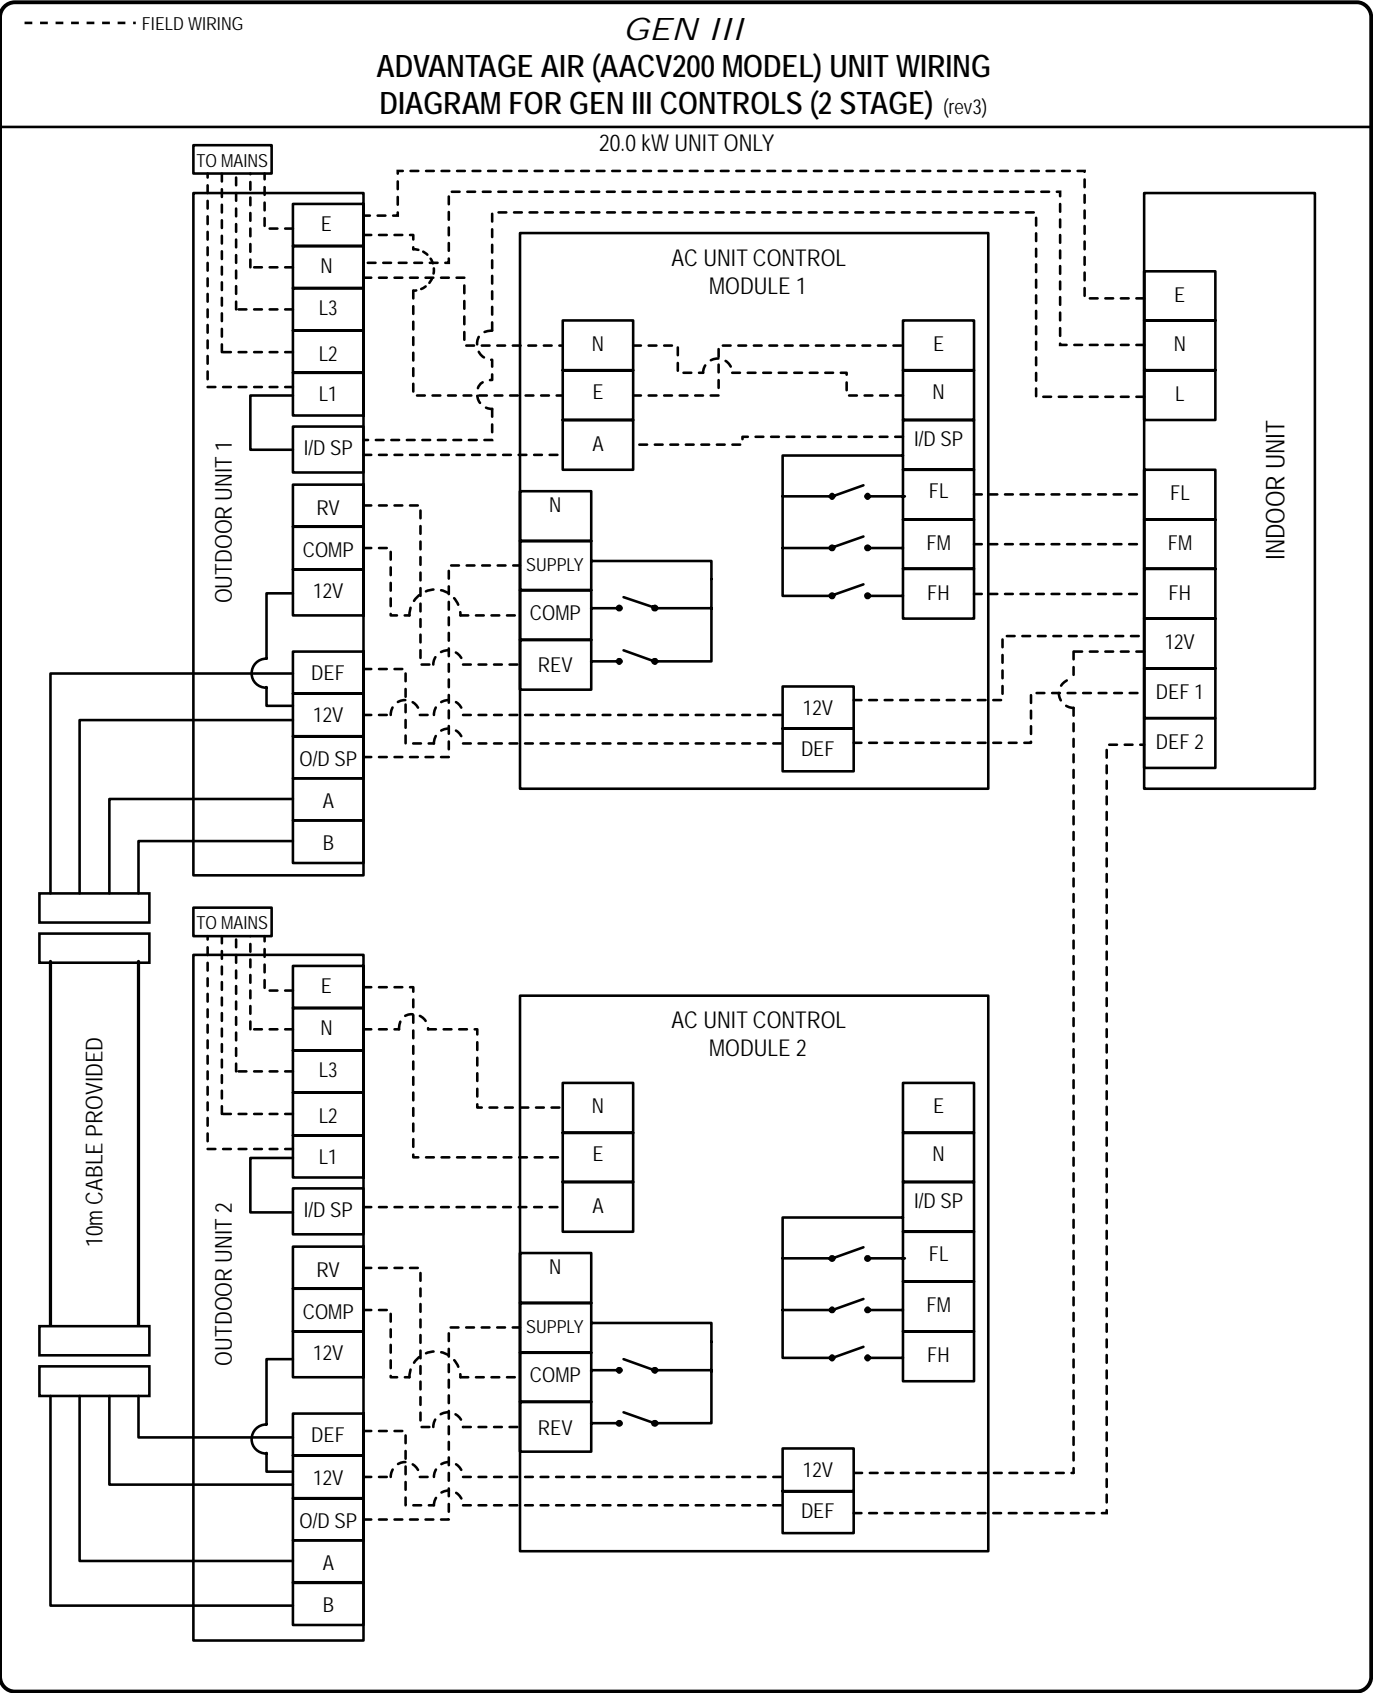 FIELD WIRING
GEN III
ADVANTAGE AIR (AACV200 MODEL) UNIT WIRING
DIAGRAM FOR GEN III CONTROLS (2 STAGE) (rev3)
20.0 kW UNIT ONLY
TO MAINS
OUTDOOR UNIT 1
E
N
L3
L2
L1
I/D SP
RV
COMP
12V
DEF
12V
O/D SP
A
B
AC UNIT CONTROL
MODULE 1
N
E
A
N
SUPPLY
COMP
REV
E
N
I/D SP
FL
FM
FH
12V
DEF
INDOOR UNIT
E
N
L
FL
FM
FH
12V
DEF 1
DEF 2
10m CABLE PROVIDED
TO MAINS
OUTDOOR UNIT 2
E
N
L3
L2
L1
I/D SP
RV
COMP
12V
DEF
12V
O/D SP
A
B
AC UNIT CONTROL
MODULE 2
N
E
A
N
SUPPLY
COMP
REV
E
N
I/D SP
FL
FM
FH
12V
DEF